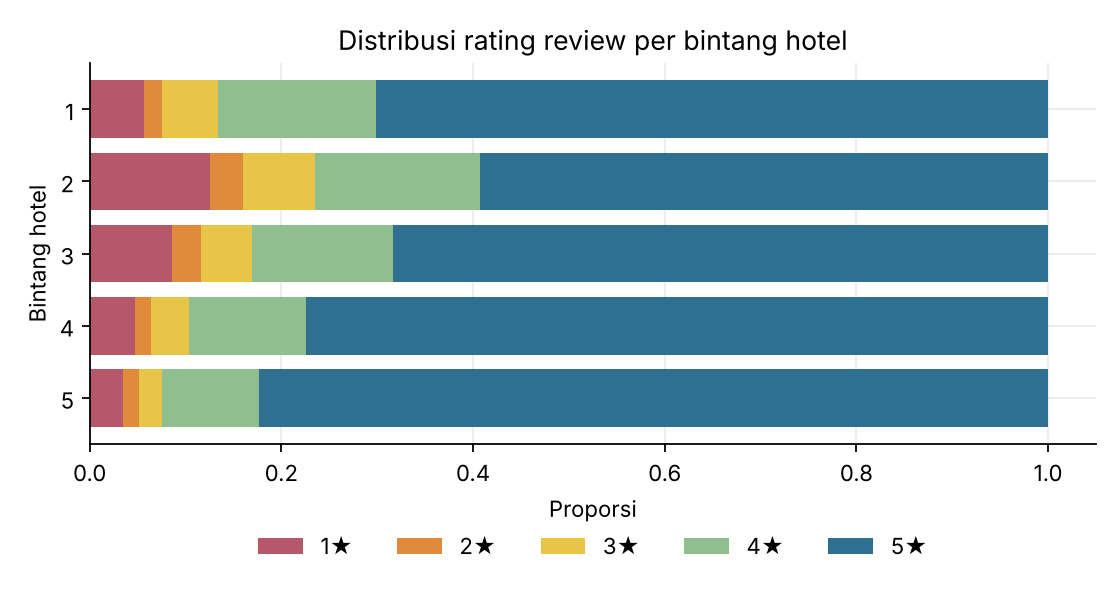 Distribusi rating review per bintang hotel
Bintang hotel
1
2
3
4
5
0.0 0.2 0.4 0.6 0.8 1.0
Proporsi
1★ 2★ 3★ 4★ 5★